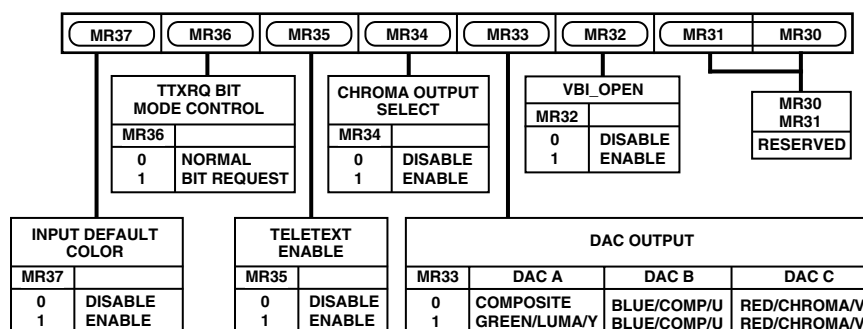 MR37 MR36 MR35 MR34 MR33 MR32 MR31 MR30
TTXRQ BIT
MODE CONTROL
MR36
0 NORMAL
1 BIT REQUEST
CHROMA OUTPUT
SELECT
MR34
0 DISABLE
1 ENABLE
VBI_OPEN
MR32
0 DISABLE
1 ENABLE
MR30
MR31
RESERVED
INPUT DEFAULT
COLOR
MR37
0 DISABLE
1 ENABLE
TELETEXT
ENABLE
MR35
0 DISABLE
1 ENABLE
DAC OUTPUT
MR33 DAC A DAC B DAC C
0 COMPOSITE BLUE/COMP/U RED/CHROMA/V
1 GREEN/LUMA/Y BLUE/COMP/U RED/CHROMA/V